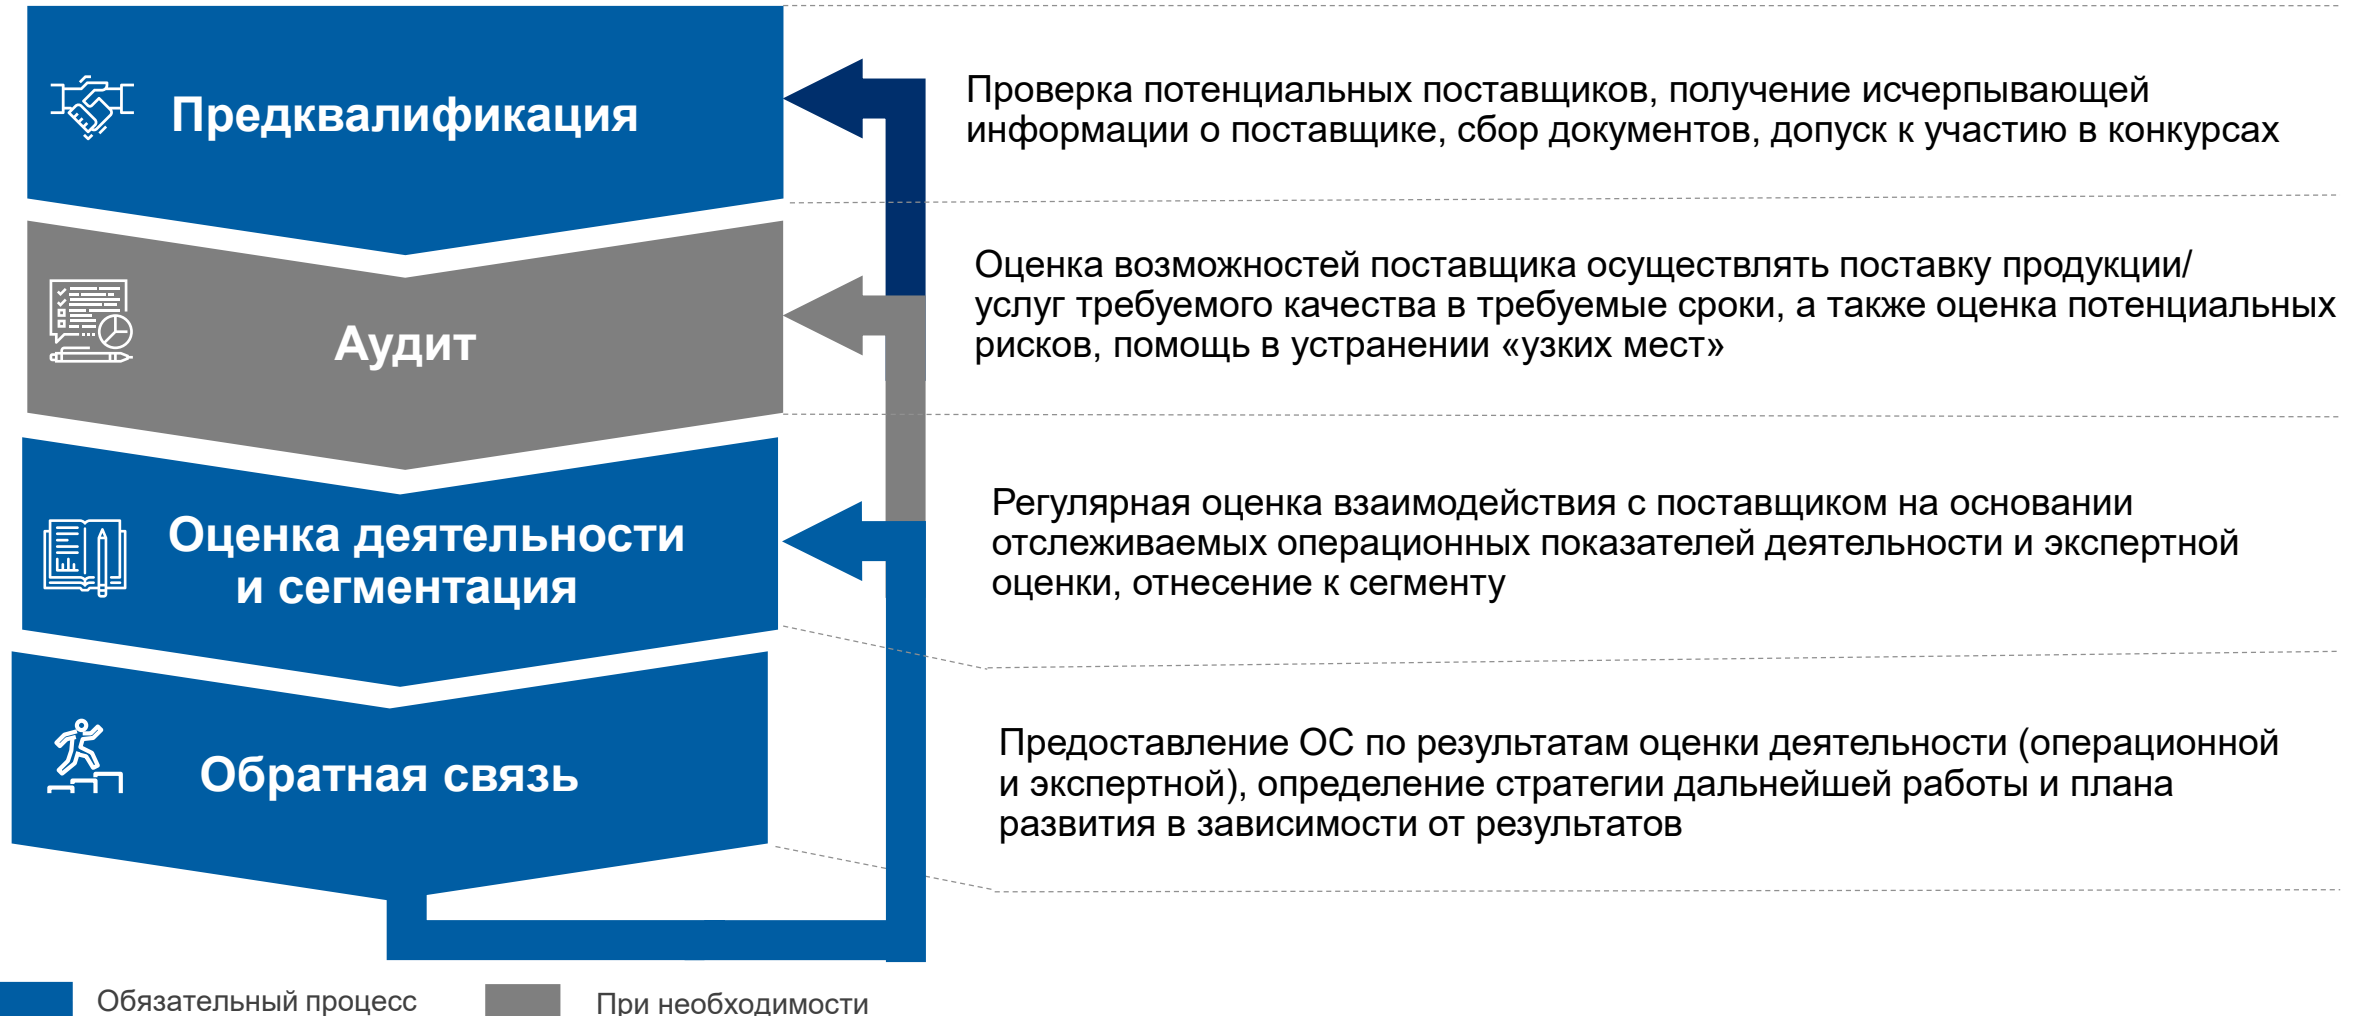 Предквалификация
Проверка потенциальных поставщиков, получение исчерпывающей
информации о поставщике, сбор документов, допуск к участию в конкурсах
Аудит
Оценка возможностей поставщика осуществлять поставку продукции/
услуг требуемого качества в требуемые сроки, а также оценка потенциальных
рисков, помощь в устранении «узких мест»
Оценка деятельности
и сегментация
Регулярная оценка взаимодействия с поставщиком на основании
отслеживаемых операционных показателей деятельности и экспертной
оценки, отнесение к сегменту
Обратная связь
Предоставление ОС по результатам оценки деятельности (операционной
и экспертной), определение стратегии дальнейшей работы и плана
развития в зависимости от результатов
Обязательный процесс
При необходимости